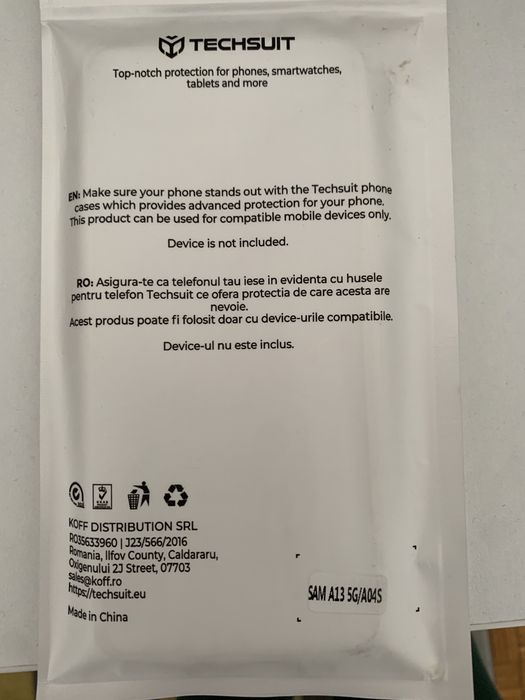 TECHSUIT
Top-notch protection for phones, smartwatches,
tablets and more
EN: Make sure your phone stands out with the Techsuit phone
cases which provides advanced protection for your phone.
This product can be used for compatible mobile devices only.
Device is not included.
RO: Asigura-te ca telefonul tau iese in evidenta cu husele
pentru telefon Techsuit ce ofera protectia de care acesta are
nevoie.
Acest produs poate fi folosit doar cu device-urile compatibile.
Device-ul nu este inclus.
KOFF DISTRIBUTION SRL
RO35633960 | J23/566/2016
Romania, Ilfov County, Caldararu,
Oxigenului 2J Street, 07703
sales@koff.ro
https://techsuit.eu
Made in China
SAM A13 5G/A04S